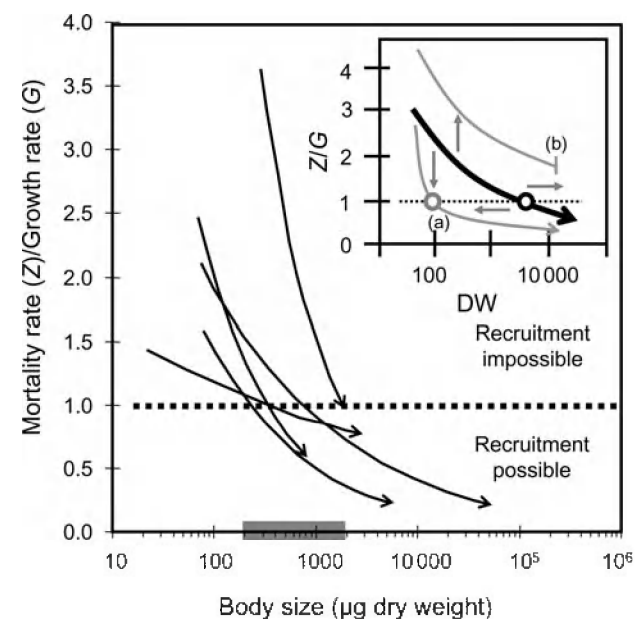 4.0
3.5
3.0
2.5
2.0
1.5
1.0
0.5
0.0
Mortality rate (Z)/Growth rate (G)
10
100
1000
10 000
10⁵
10⁶
Body size (µg dry weight)
4
3
2
1
0
Z/G
(b)
(a)
100
10 000
DW
Recruitment
impossible
Recruitment
possible